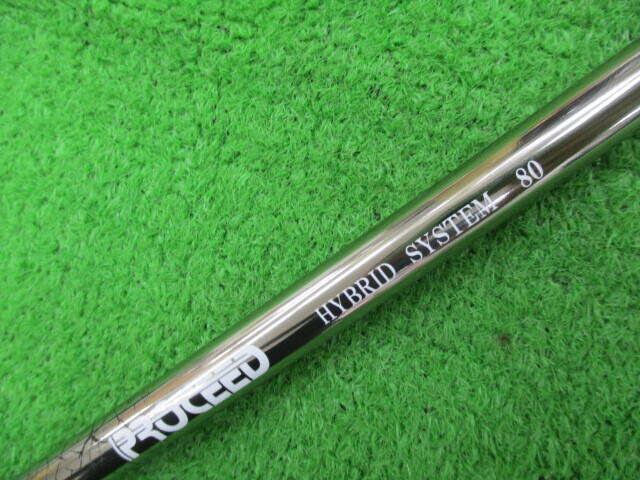 PROCEED HYBRID SYSTEM 80